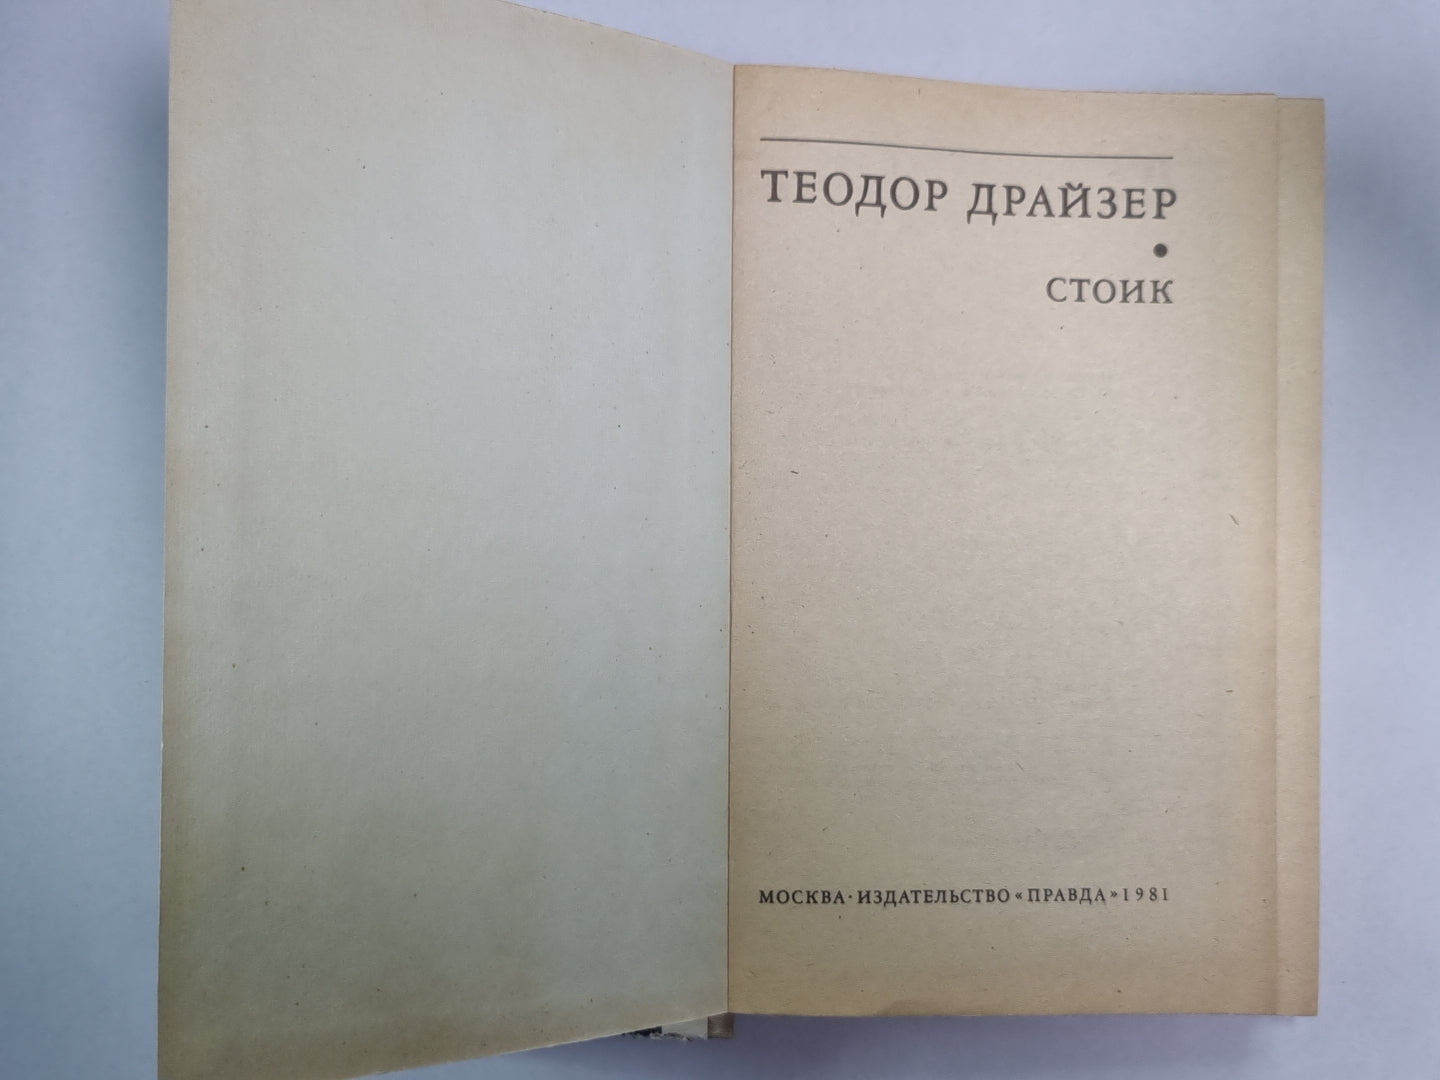 ТЕОДОР ДРАЙЗЕР
●
СТОИК
МОСКВА·ИЗДАТЕЛЬСТВО «ПРАВДА» 1981